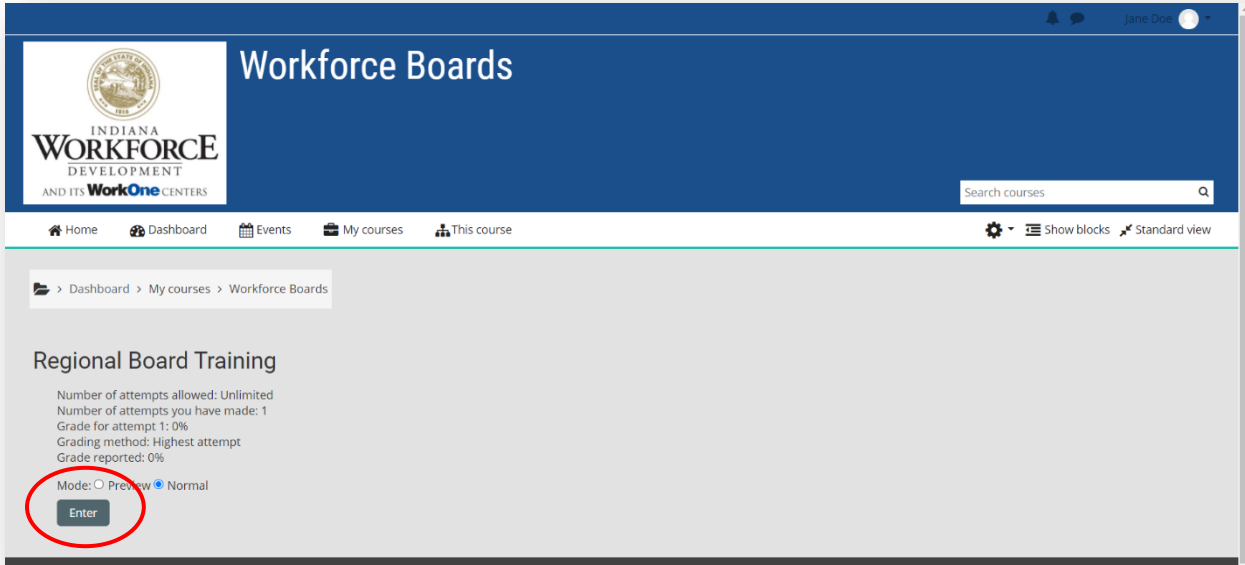 Jane Doe
Workforce Boards
INDIANA
WORKFORCE
DEVELOPMENT
AND ITS WorkOne CENTERS
Search courses
Home Dashboard Events My courses This course Show blocks Standard view
> Dashboard > My courses > Workforce Boards
Regional Board Training
Number of attempts allowed: Unlimited
Number of attempts you have made: 1
Grade for attempt 1: 0%
Grading method: Highest attempt
Grade reported: 0%
Mode: Preview Normal
Enter